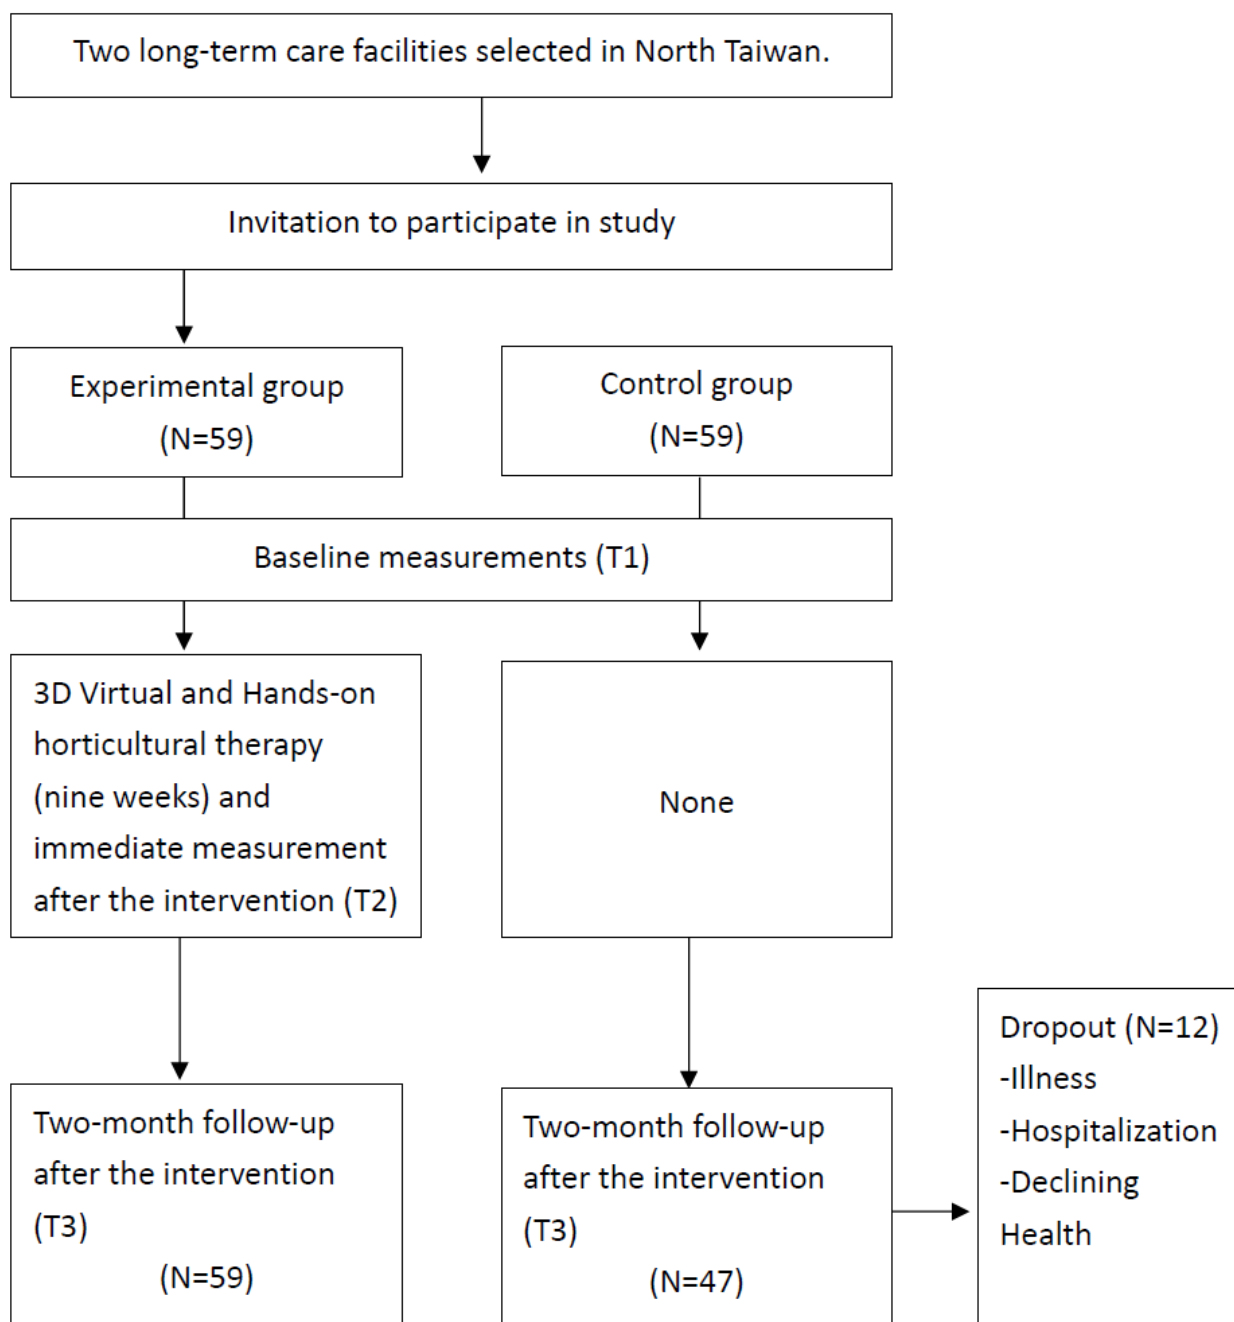 Two long-term care facilities selected in North Taiwan.
Invitation to participate in study
Experimental group
(N=59)
Control group
(N=59)
Baseline measurements (T1)
3D Virtual and Hands-on
horticultural therapy
(nine weeks) and
immediate measurement
after the intervention (T2)
None
Two-month follow-up
after the intervention
(T3)
(N=59)
Two-month follow-up
after the intervention
(T3)
(N=47)
Dropout (N=12)
-Illness
-Hospitalization
-Declining
Health